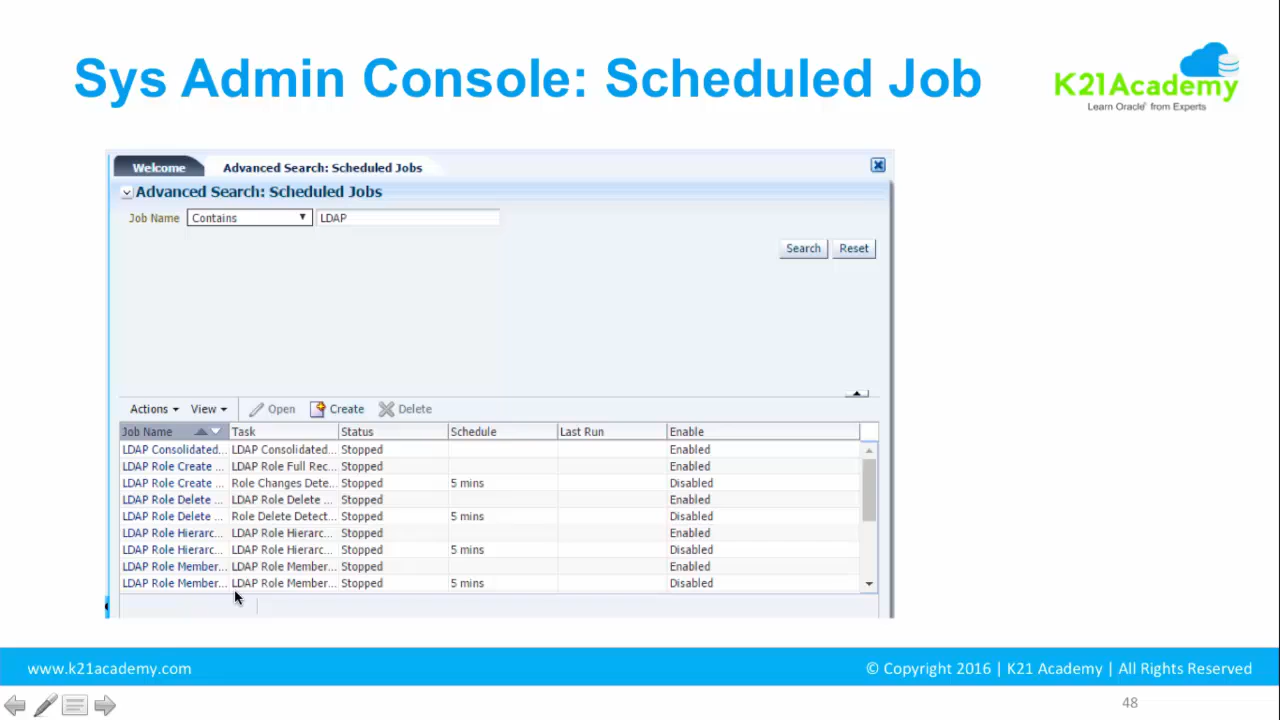 Sys Admin Console: Scheduled Job
K21Academy
Learn Oracle' from Experts
Welcome Advanced Search: Scheduled Jobs
Advanced Search: Scheduled Jobs
Job Name Contains LDAP
Search Reset
Actions View Open Create Delete
Job Name Task Status Schedule Last Run Enable
LDAP Consolidated... LDAP Consolidated... Stopped Enabled
LDAP Role Create ... LDAP Role Full Rec... Stopped Enabled
LDAP Role Create ... Role Changes Dete... Stopped 5 mins Disabled
LDAP Role Delete ... LDAP Role Delete ... Stopped Enabled
LDAP Role Delete ... Role Delete Detect... Stopped 5 mins Disabled
LDAP Role Hierarc... LDAP Role Hierarc... Stopped Enabled
LDAP Role Hierarc... LDAP Role Hierarc... Stopped 5 mins Disabled
LDAP Role Member... LDAP Role Member... Stopped Enabled
LDAP Role Member... LDAP Role Member... Stopped 5 mins Disabled
www.k21academy.com © Copyright 2016 | K21 Academy | All Rights Reserved
48